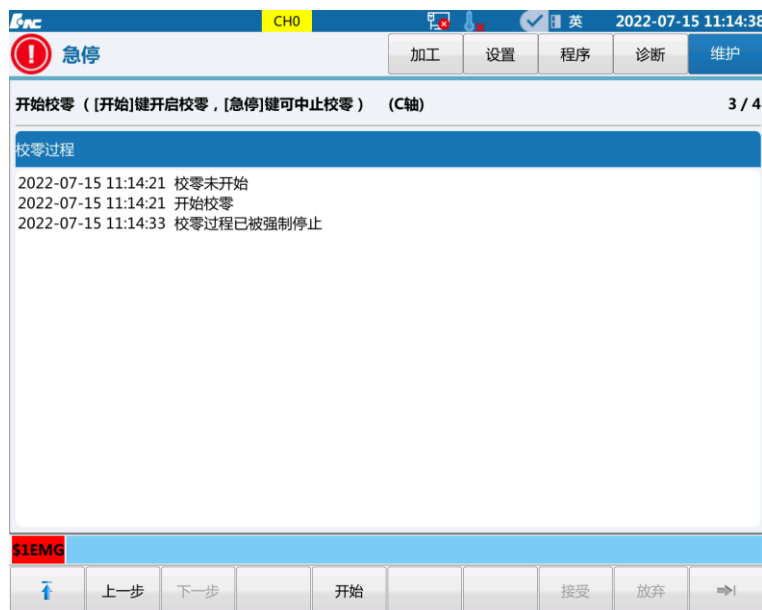 CH0
英 2022-07-15 11:14:38
急停
加工 设置 程序 诊断 维护
开始校零（ [开始]键开启校零，[急停]键可中止校零） (C轴) 3 / 4
校零过程
2022-07-15 11:14:21 校零未开始
2022-07-15 11:14:21 开始校零
2022-07-15 11:14:33 校零过程已被强制停止
$1EMG
上一步 下一步 开始 接受 放弃